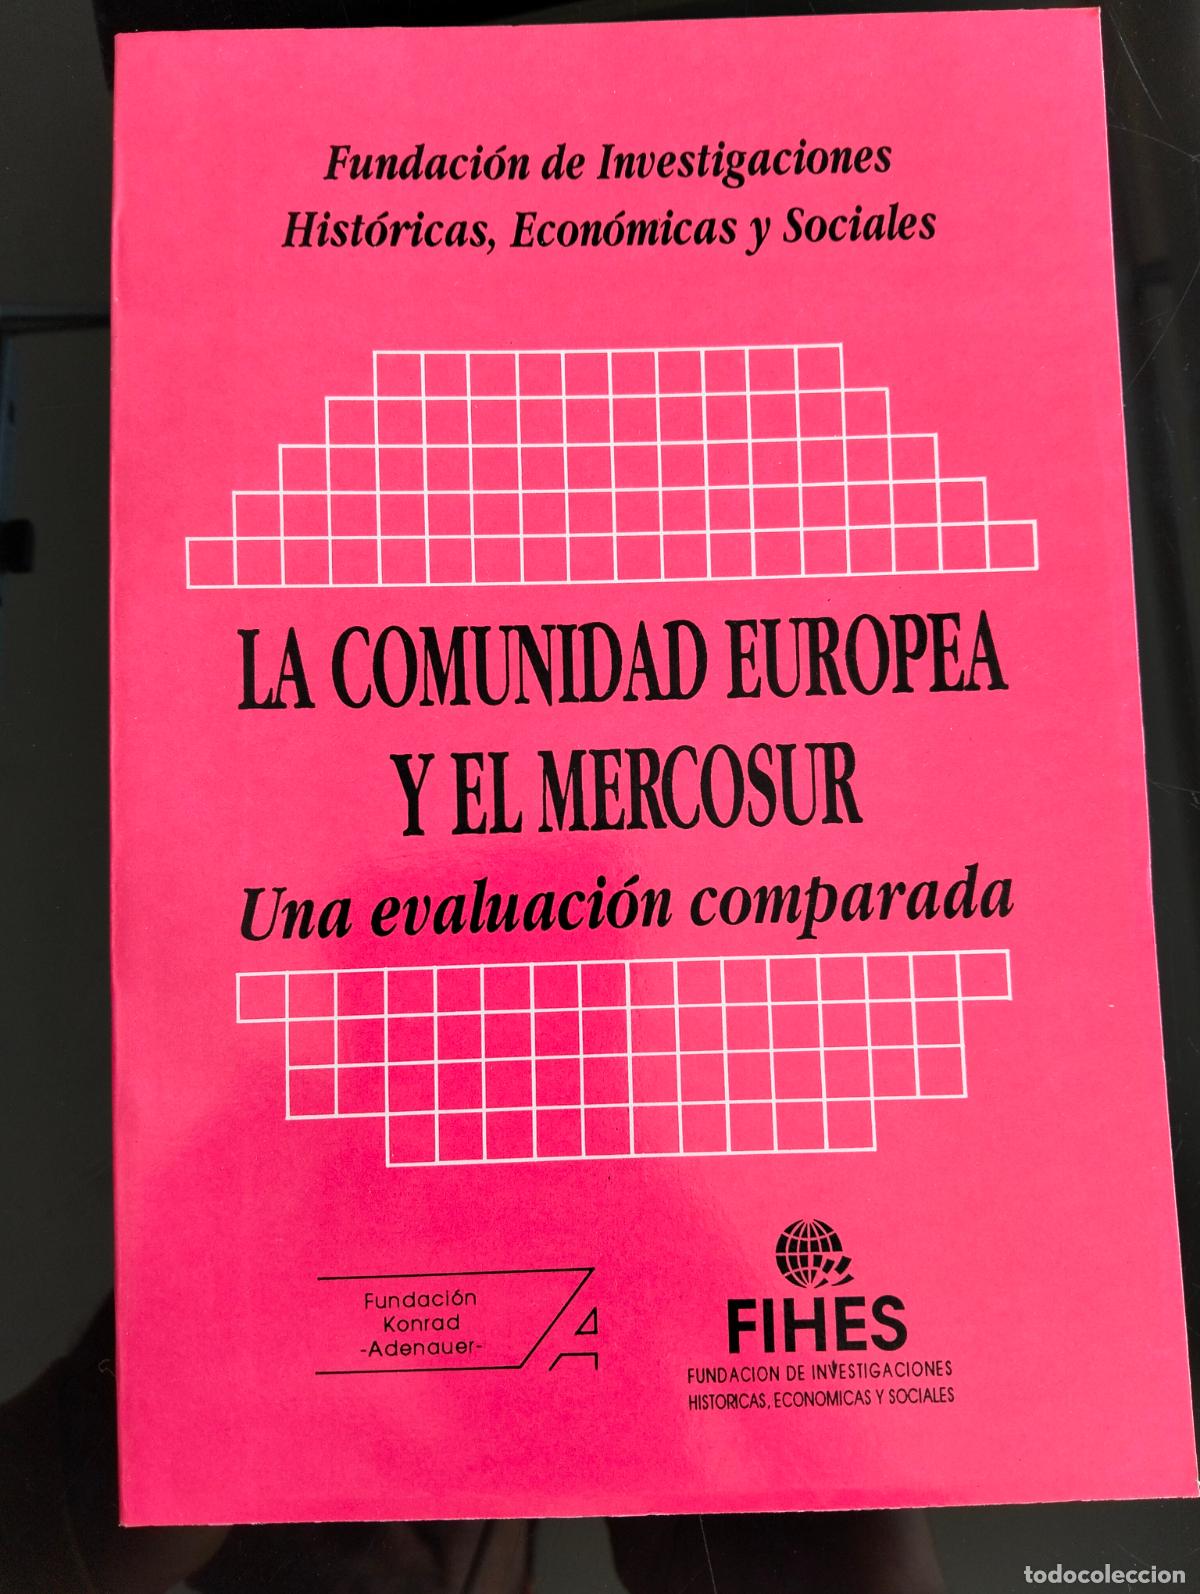 Fundación de Investigaciones
Históricas, Económicas y Sociales
LA COMUNIDAD EUROPEA
Y EL MERCOSUR
Una evaluación comparada
Fundación
Konrad
-Adenauer-
A
FIHES
FUNDACION DE INVESTIGACIONES
HISTORICAS, ECONOMICAS Y SOCIALES
todocoleccion